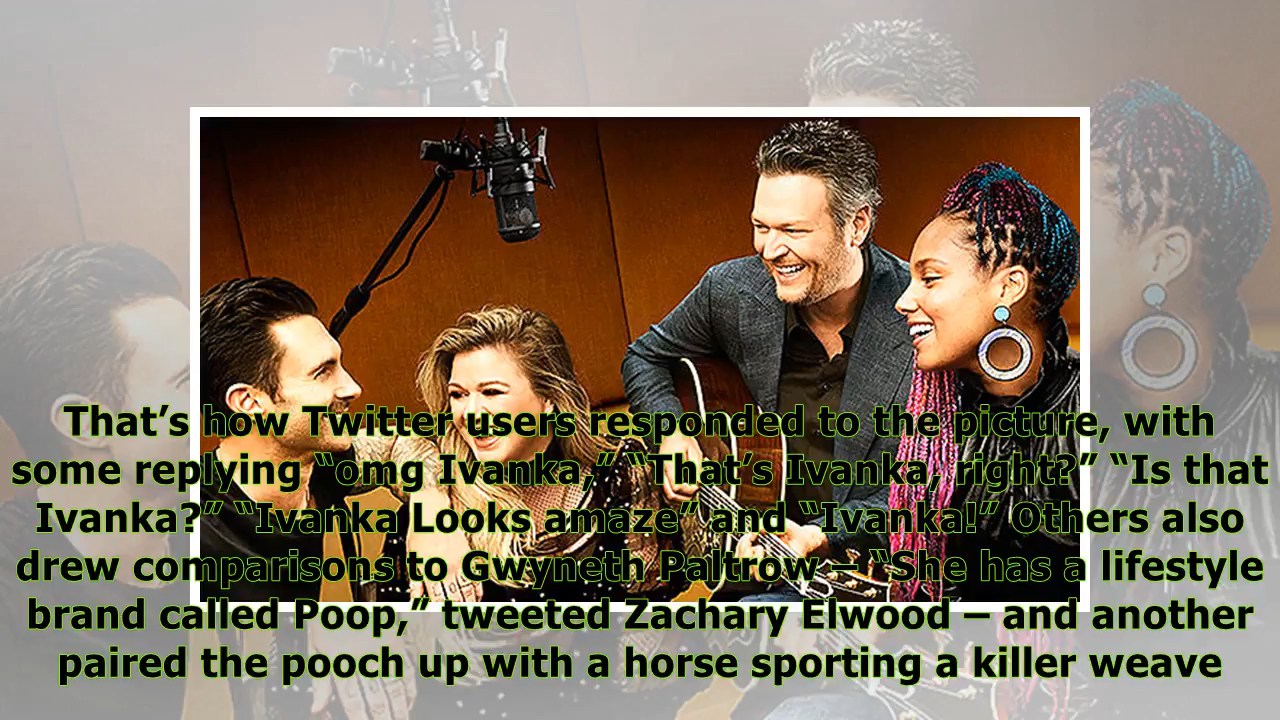 That’s how Twitter users responded to the picture, with
some replying “omg Ivanka,” “That’s Ivanka, right?” “Is that
Ivanka?” “Ivanka Looks amaze” and “Ivanka!” Others also
drew comparisons to Gwyneth Paltrow – “She has a lifestyle
brand called Poop,” tweeted Zachary Elwood – and another
paired the pooch up with a horse sporting a killer weave